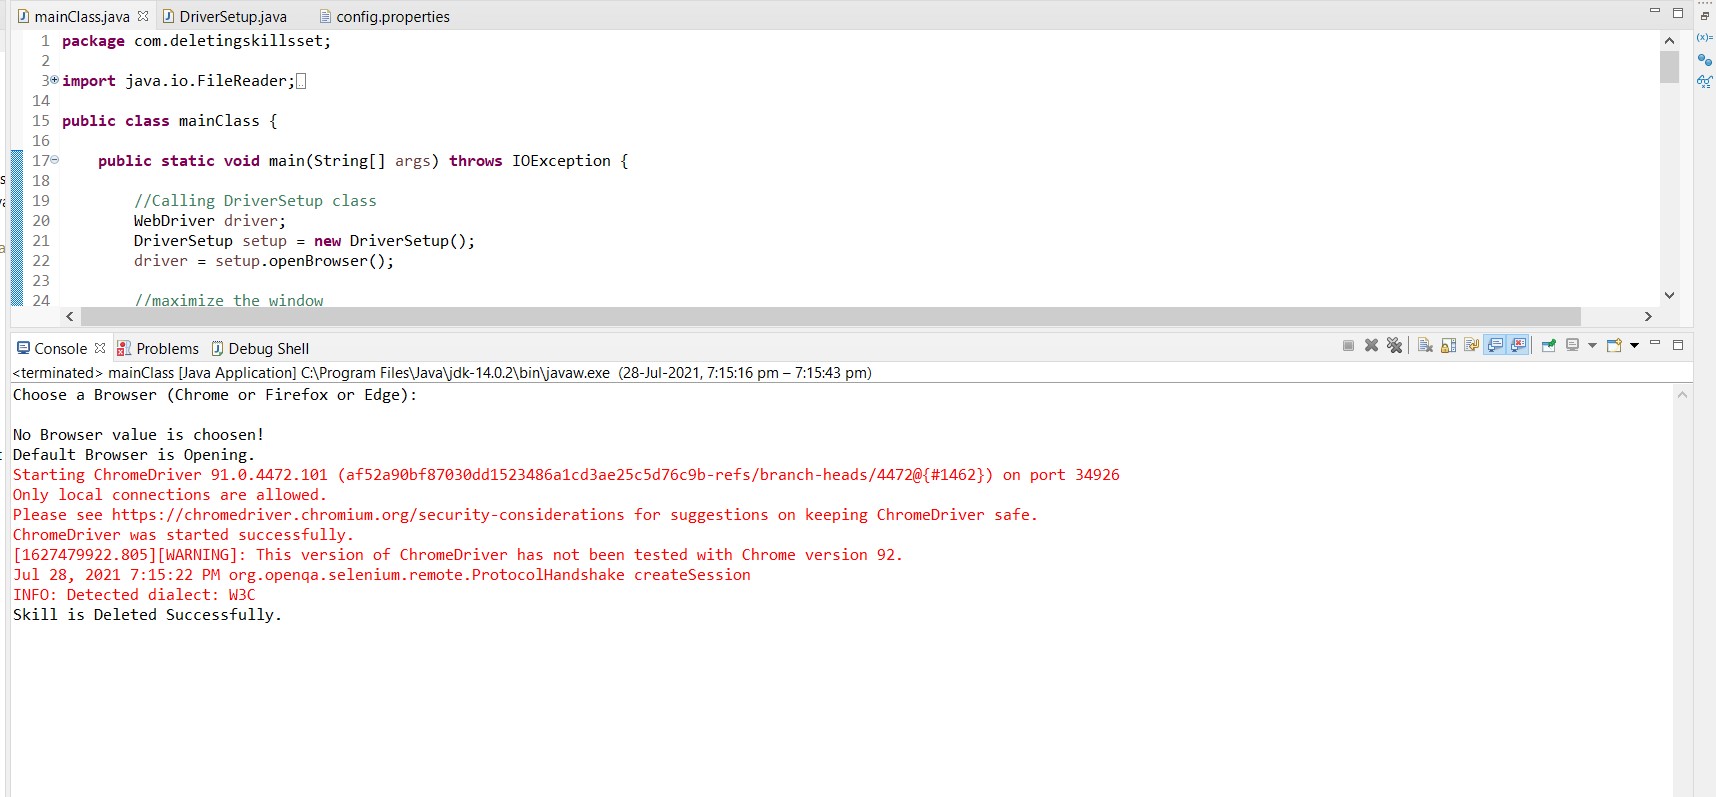 mainClass.java DriverSetup.java config.properties
1 package com.deletingskillsset;
2
3 import java.io.FileReader;
14
15 public class mainClass {
16
17 public static void main(String[] args) throws IOException {
18
19 //Calling DriverSetup class
20 WebDriver driver;
21 DriverSetup setup = new DriverSetup();
22 driver = setup.openBrowser();
23
24 //maximize the window
Console Problems Debug Shell
<terminated> mainClass [Java Application] C:\Program Files\Java\jdk-14.0.2\bin\javaw.exe (28-Jul-2021, 7:15:16 pm – 7:15:43 pm)
Choose a Browser (Chrome or Firefox or Edge):
No Browser value is choosen!
Default Browser is Opening.
Starting ChromeDriver 91.0.4472.101 (af52a90bf87030dd1523486a1cd3ae25c5d76c9b-refs/branch-heads/4472@{#1462}) on port 34926
Only local connections are allowed.
Please see https://chromedriver.chromium.org/security-considerations for suggestions on keeping ChromeDriver safe.
ChromeDriver was started successfully.
[1627479922.805][WARNING]: This version of ChromeDriver has not been tested with Chrome version 92.
Jul 28, 2021 7:15:22 PM org.openqa.selenium.remote.ProtocolHandshake createSession
INFO: Detected dialect: W3C
Skill is Deleted Successfully.